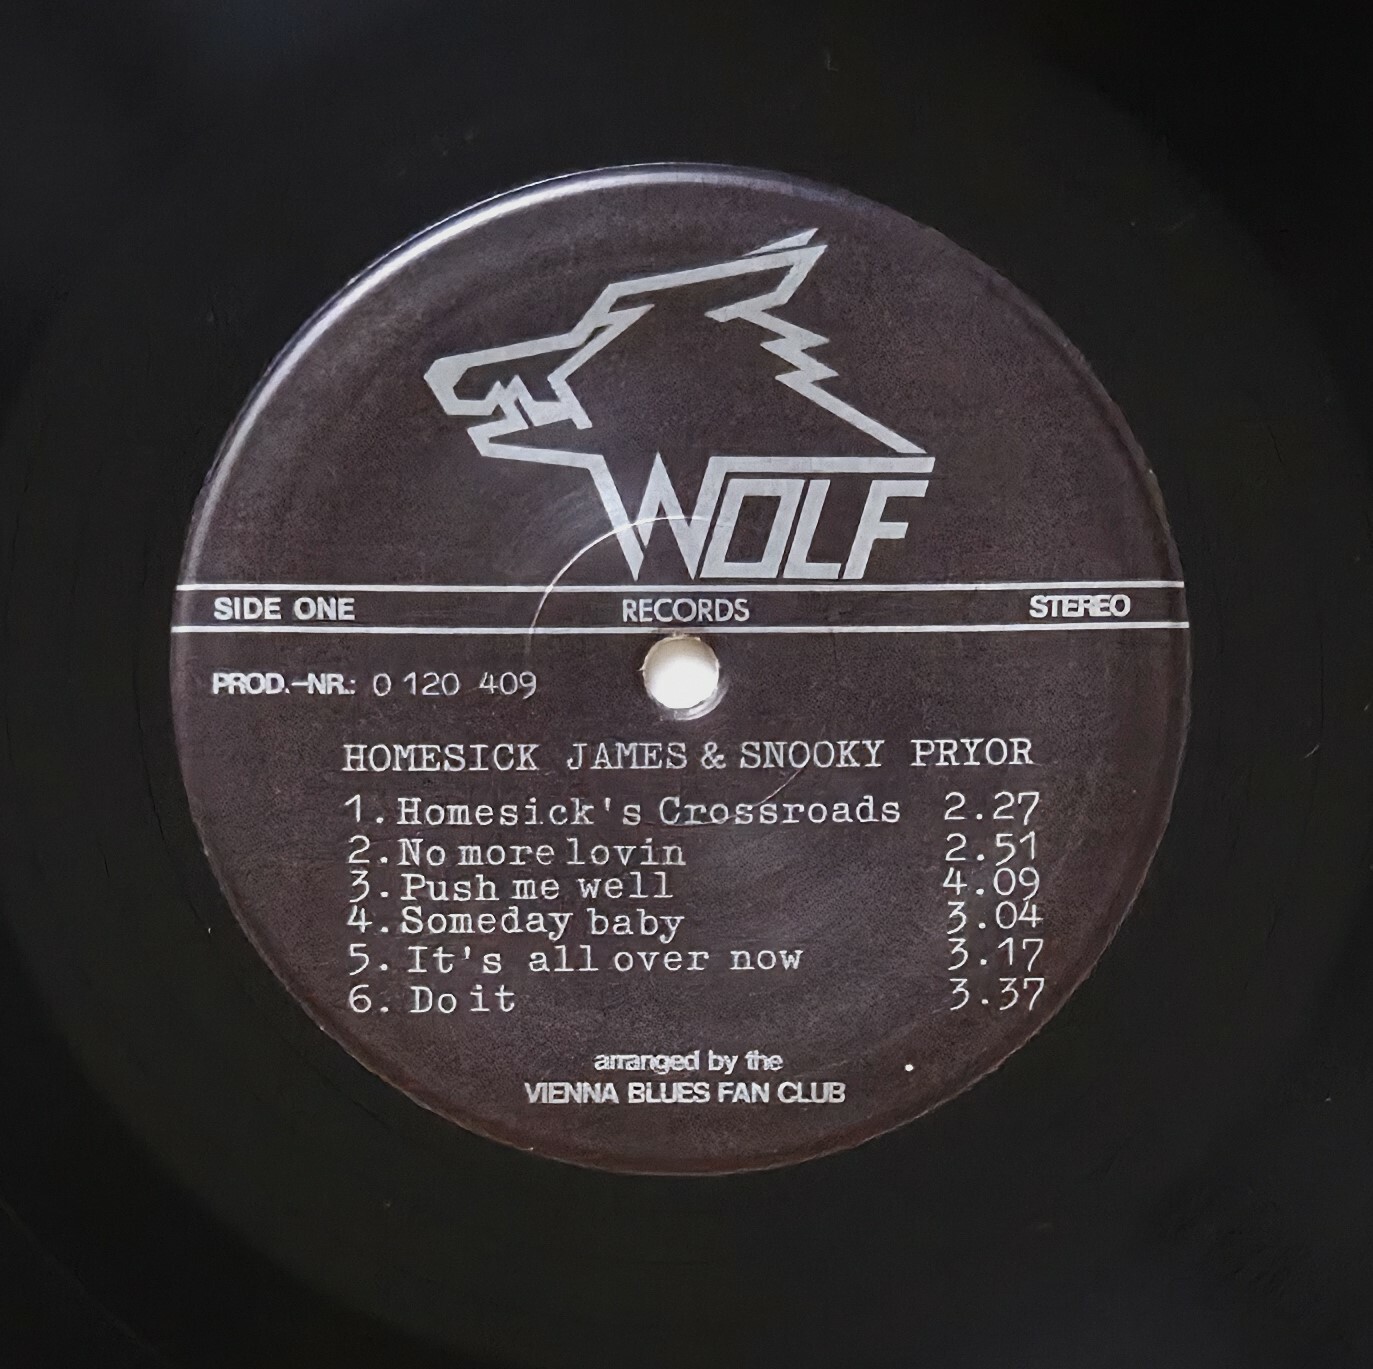 WOLF
SIDE ONE RECORDS STEREO
PROD.-NR.: 0 120 409
HOMESICK JAMES & SNOOKY PRYOR
1. Homesick's Crossroads 2.27
2. No more lovin 2.51
3. Push me well 4.09
4. Someday baby 3.04
5. It's all over now 3.17
6. Do it 3.37
arranged by the
VIENNA BLUES FAN CLUB